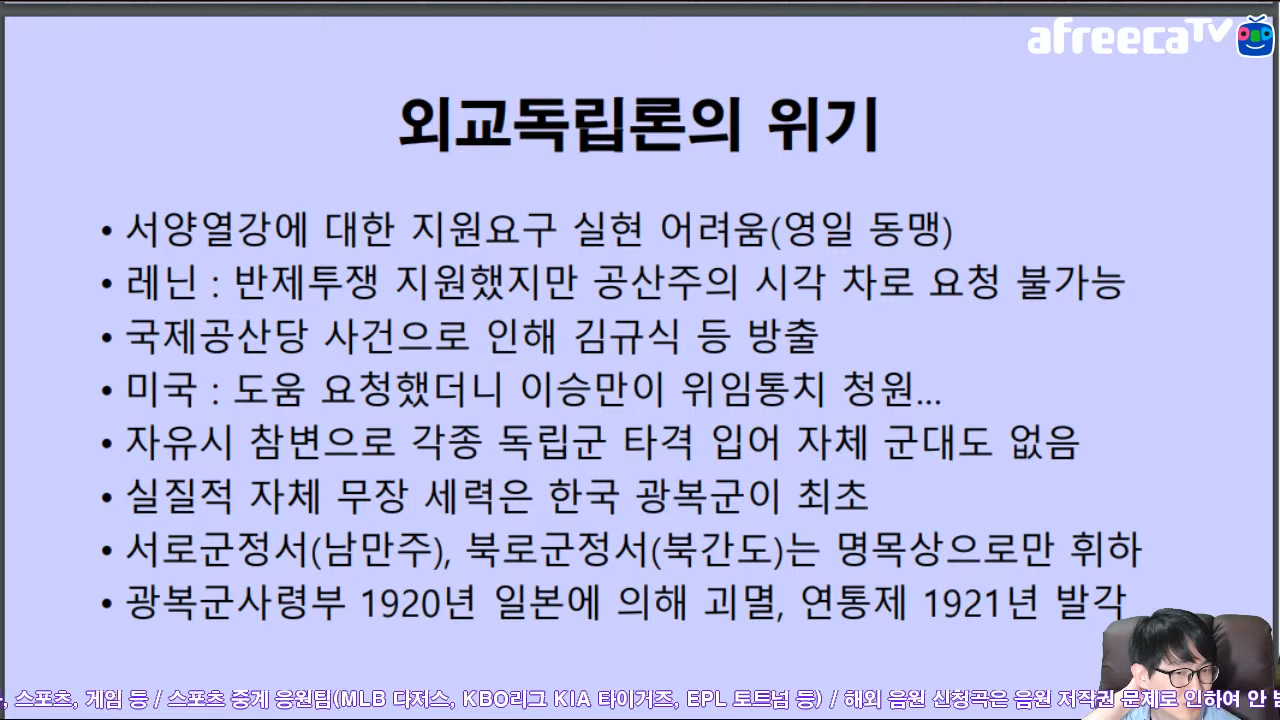 afreecaTV
외교독립론의 위기
• 서양열강에 대한 지원요구 실현 어려움(영일 동맹)
• 레닌 : 반제투쟁 지원했지만 공산주의 시각 차로 요청 불가능
• 국제공산당 사건으로 인해 김규식 등 방출
• 미국 : 도움 요청했더니 이승만이 위임통치 청원...
• 자유시 참변으로 각종 독립군 타격 입어 자체 군대도 없음
• 실질적 자체 무장 세력은 한국 광복군이 최초
• 서로군정서(남만주), 북로군정서(북간도)는 명목상으로만 휘하
• 광복군사령부 1920년 일본에 의해 괴멸, 연통제 1921년 발각
, 스포츠, 게임 등 / 스포츠 중계 응원팀(MLB 다져스, KBO리그 KIA 타이거즈, EPL 토트넘 등) / 해외 음원 신청곡은 음원 저작권 문제로 인하여 안